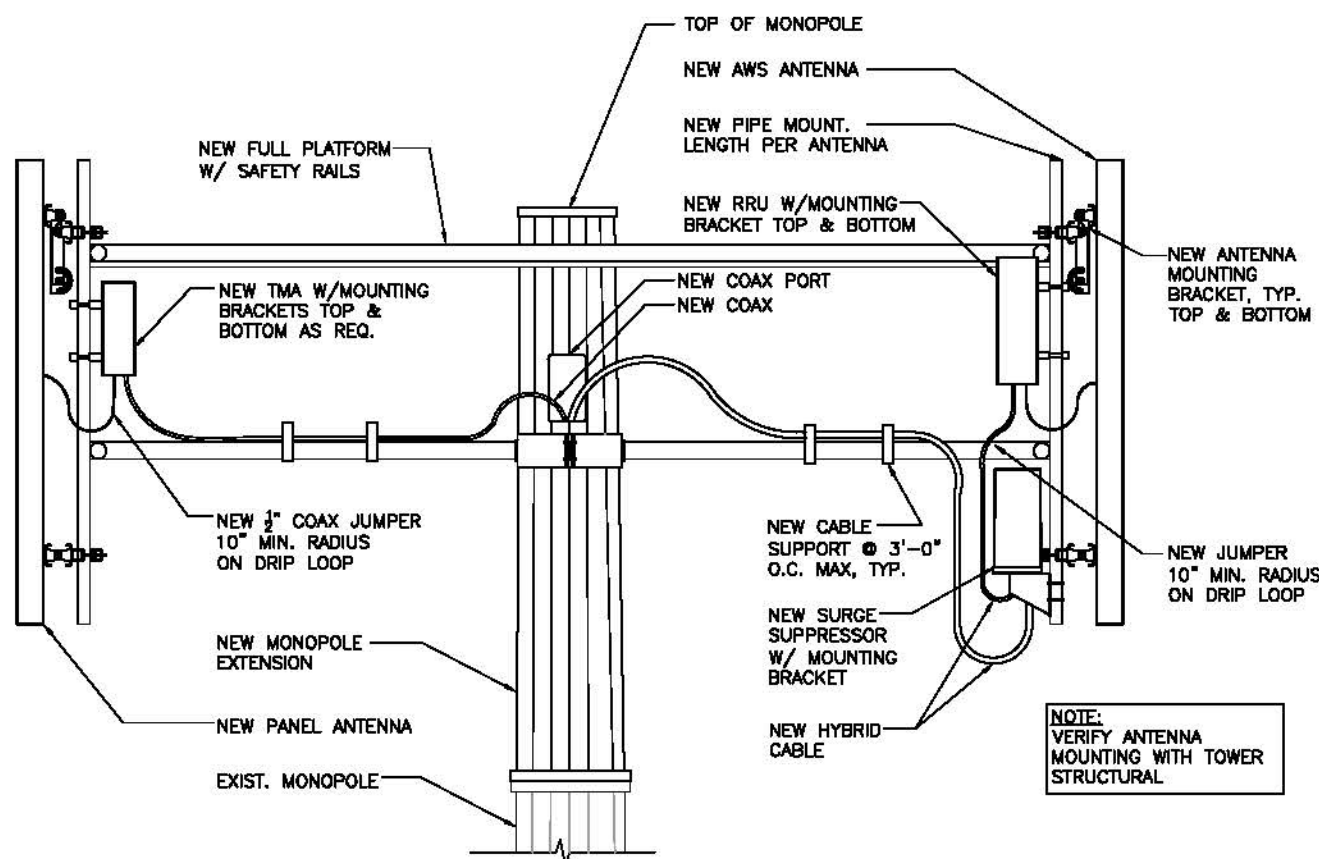 TOP OF MONOPOLE
NEW AWS ANTENNA
NEW PIPE MOUNT.
LENGTH PER ANTENNA
NEW FULL PLATFORM
W/ SAFETY RAILS
NEW RRU W/MOUNTING
BRACKET TOP & BOTTOM
NEW ANTENNA
MOUNTING
BRACKET, TYP.
TOP & BOTTOM
NEW TMA W/MOUNTING
BRACKETS TOP &
BOTTOM AS REQ.
NEW COAX PORT
NEW COAX
NEW ½" COAX JUMPER
10" MIN. RADIUS
ON DRIP LOOP
NEW CABLE
SUPPORT @ 3'-0"
O.C. MAX, TYP.
NEW JUMPER
10" MIN. RADIUS
ON DRIP LOOP
NEW SURGE
SUPPRESSOR
W/ MOUNTING
BRACKET
NEW MONOPOLE
EXTENSION
NEW PANEL ANTENNA
NEW HYBRID
CABLE
EXIST. MONOPOLE
NOTE:
VERIFY ANTENNA
MOUNTING WITH TOWER
STRUCTURAL